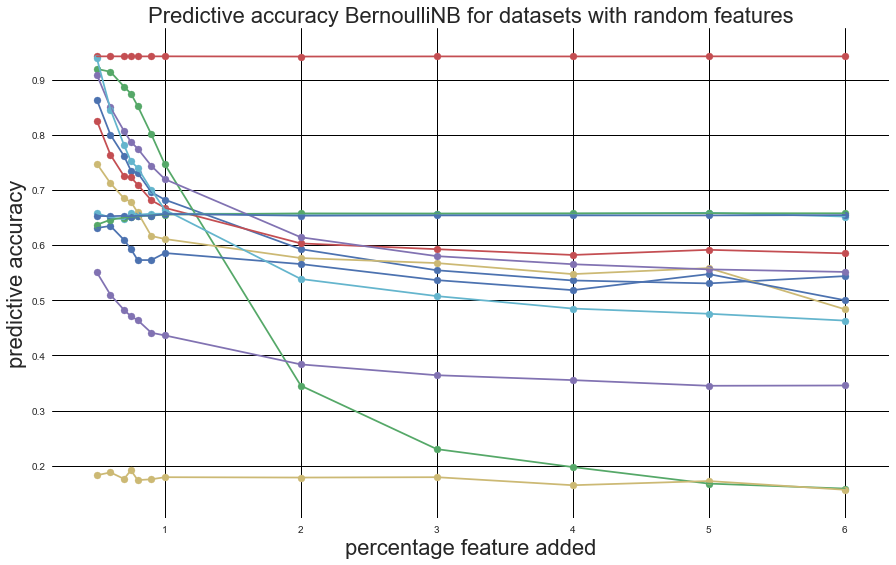 Predictive accuracy BernoulliNB for datasets with random features
predictive accuracy
0.9
0.8
0.7
0.6
0.5
0.4
0.3
0.2
1 2 3 4 5 6
percentage feature added